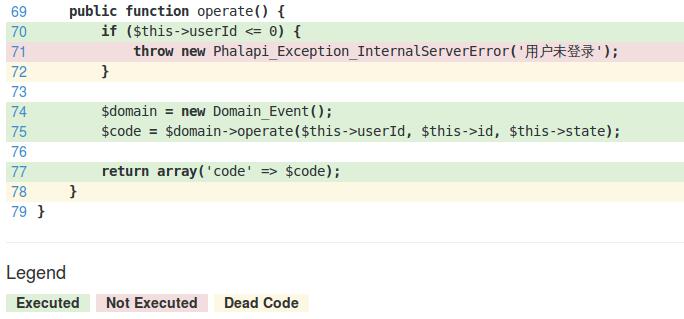 69 public function operate() {
70 if ($this->userId <= 0) {
71 throw new Phalapi_Exception_InternalServerError('用户未登录');
72 }
73
74 $domain = new Domain_Event();
75 $code = $domain->operate($this->userId, $this->id, $this->state);
76
77 return array('code' => $code);
78 }
79 }
Legend
Executed Not Executed Dead Code